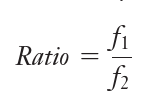 Ratio = f₁/f₂